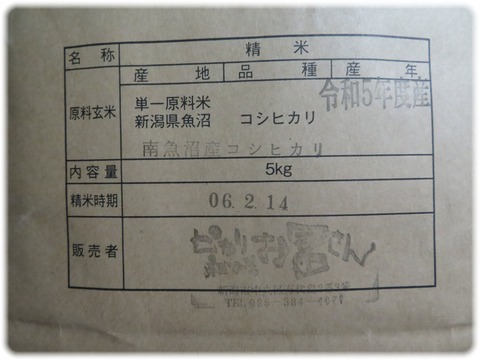 名称 精米
原料玄米 産地 品種 産年
単一原料米 令和5年度産
新潟県魚沼 コシヒカリ
南魚沼産コシヒカリ
内容量 5kg
精米時期 06.2.14
販売者
さん